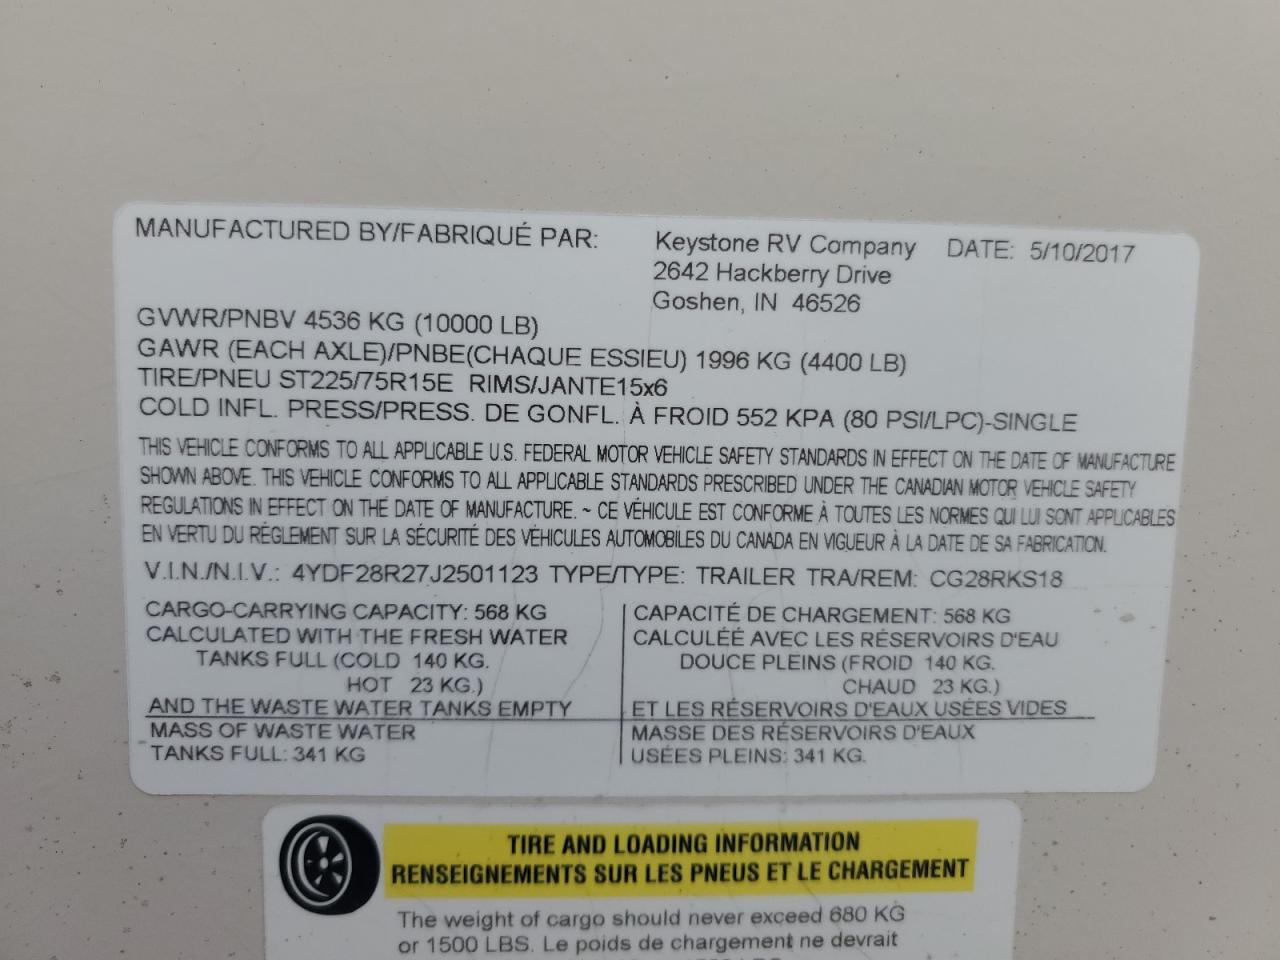 MANUFACTURED BY/FABRIQUÉ PAR: Keystone RV Company DATE: 5/10/2017
2642 Hackberry Drive
Goshen, IN 46526
GVWR/PNBV 4536 KG (10000 LB)
GAWR (EACH AXLE)/PNBE(CHAQUE ESSIEU) 1996 KG (4400 LB)
TIRE/PNEU ST225/75R15E RIMS/JANTE15x6
COLD INFL. PRESS/PRESS. DE GONFL. À FROID 552 KPA (80 PSI/LPC)-SINGLE
THIS VEHICLE CONFORMS TO ALL APPLICABLE U.S. FEDERAL MOTOR VEHICLE SAFETY STANDARDS IN EFFECT ON THE DATE OF MANUFACTURE
SHOWN ABOVE. THIS VEHICLE CONFORMS TO ALL APPLICABLE STANDARDS PRESCRIBED UNDER THE CANADIAN MOTOR VEHICLE SAFETY
REGULATIONS IN EFFECT ON THE DATE OF MANUFACTURE. ~ CE VÉHICULE EST CONFORME À TOUTES LES NORMES QUI LUI SONT APPLICABLES
EN VERTU DU RÉGLEMENT SUR LA SÉCURITÉ DES VÉHICULES AUTOMOBILES DU CANADA EN VIGUEUR À LA DATE DE SA FABRICATION.
V.I.N./N.I.V.: 4YDF28R27J2501123 TYPE/TYPE: TRAILER TRA/REM: CG28RKS18
CARGO-CARRYING CAPACITY: 568 KG
CALCULATED WITH THE FRESH WATER
TANKS FULL (COLD 140 KG.
HOT 23 KG.)
AND THE WASTE WATER TANKS EMPTY
MASS OF WASTE WATER
TANKS FULL: 341 KG
CAPACITÉ DE CHARGEMENT: 568 KG
CALCULÉE AVEC LES RÉSERVOIRS D'EAU
DOUCE PLEINS (FROID 140 KG.
CHAUD 23 KG.)
ET LES RÉSERVOIRS D'EAUX USÉES VIDES
MASSE DES RÉSERVOIRS D'EAUX
USÉES PLEINS: 341 KG.
TIRE AND LOADING INFORMATION
RENSEIGNEMENTS SUR LES PNEUS ET LE CHARGEMENT
The weight of cargo should never exceed 680 KG
or 1500 LBS. Le poids de chargement ne devrait